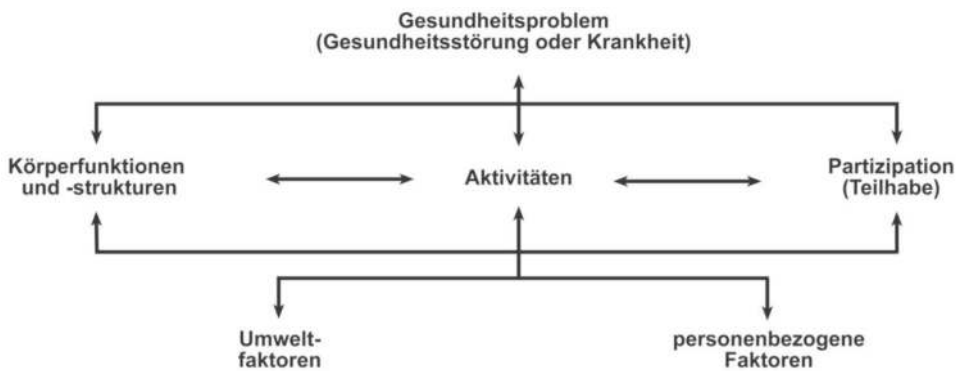 Gesundheitsproblem
(Gesundheitsstörung oder Krankheit)
Körperfunktionen
und -strukturen
Aktivitäten
Partizipation
(Teilhabe)
Umwelt-
faktoren
personenbezogene
Faktoren